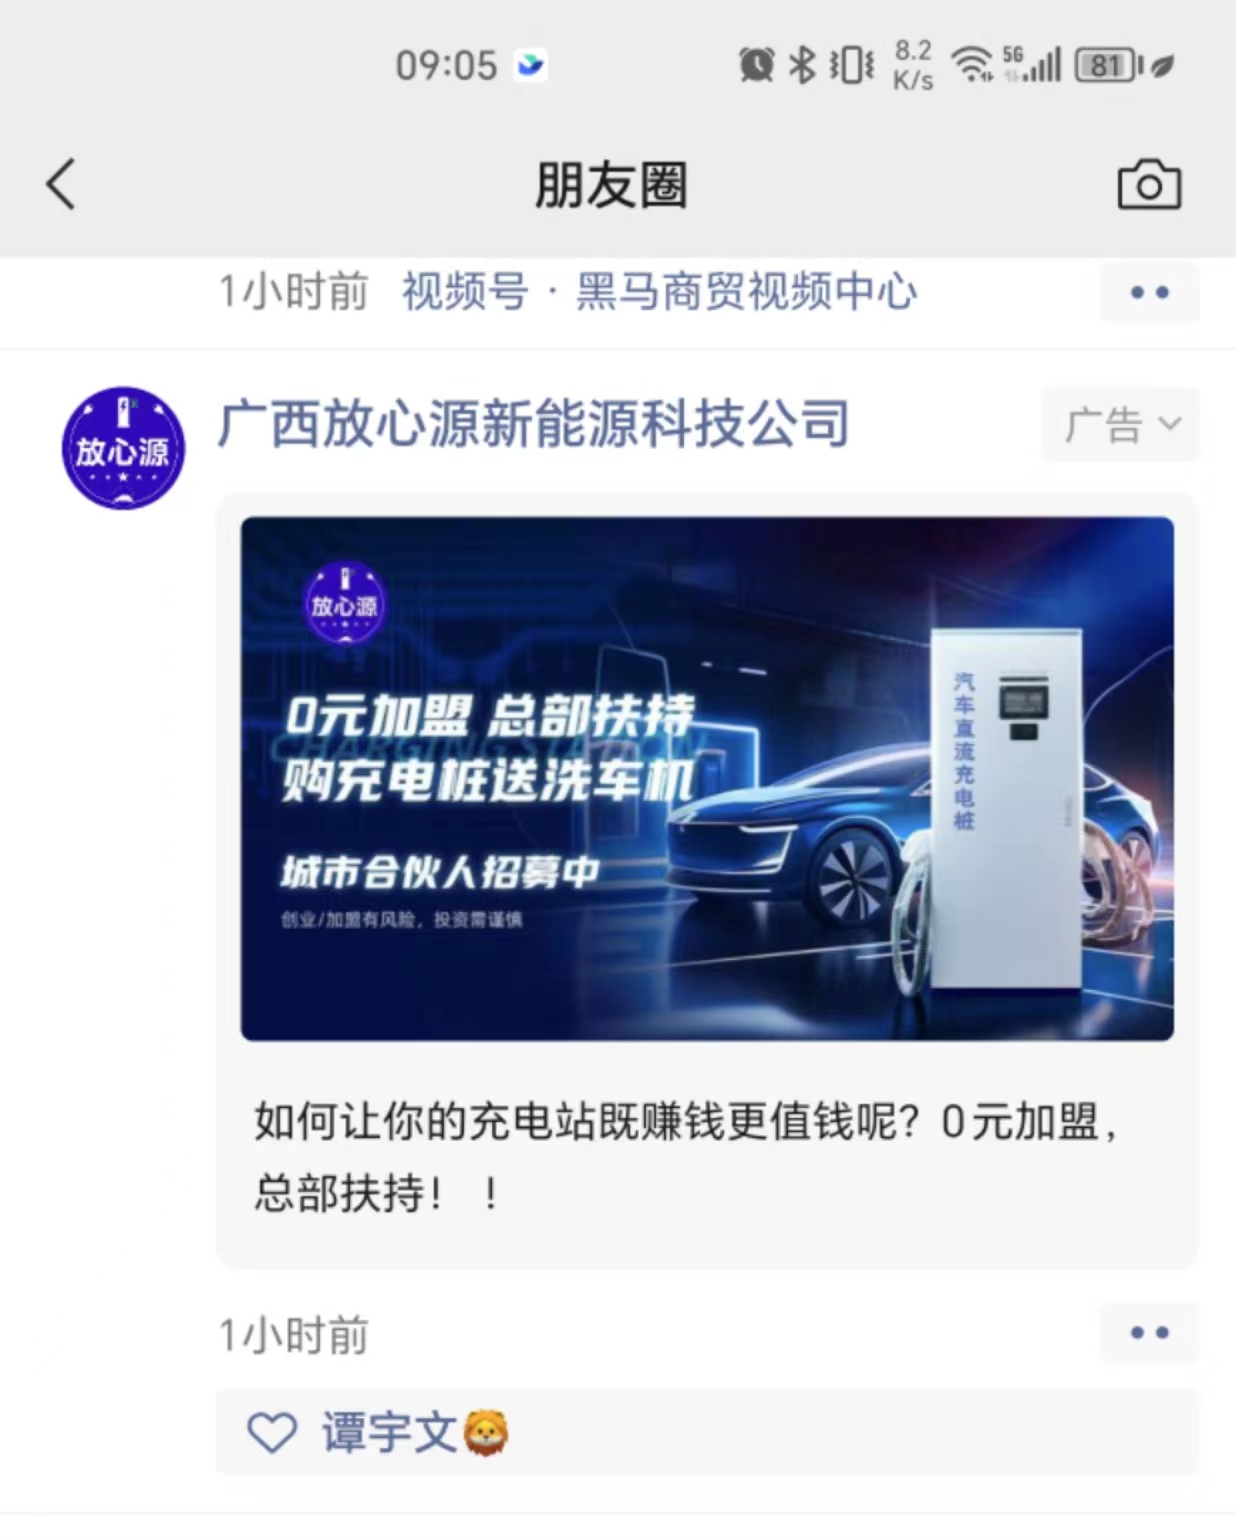 09:05
8.2
K/s
5G
81
朋友圈
1小时前 视频号 · 黑马商贸视频中心
广西放心源新能源科技公司
广告
放心源
放心源
0元加盟 总部扶持
CHARGING STATION
购充电桩送洗车机
城市合伙人招募中
创业/加盟有风险，投资需谨慎
汽车直流充电桩
如何让你的充电站既赚钱更值钱呢？0元加盟，
总部扶持！！
1小时前
谭宇文